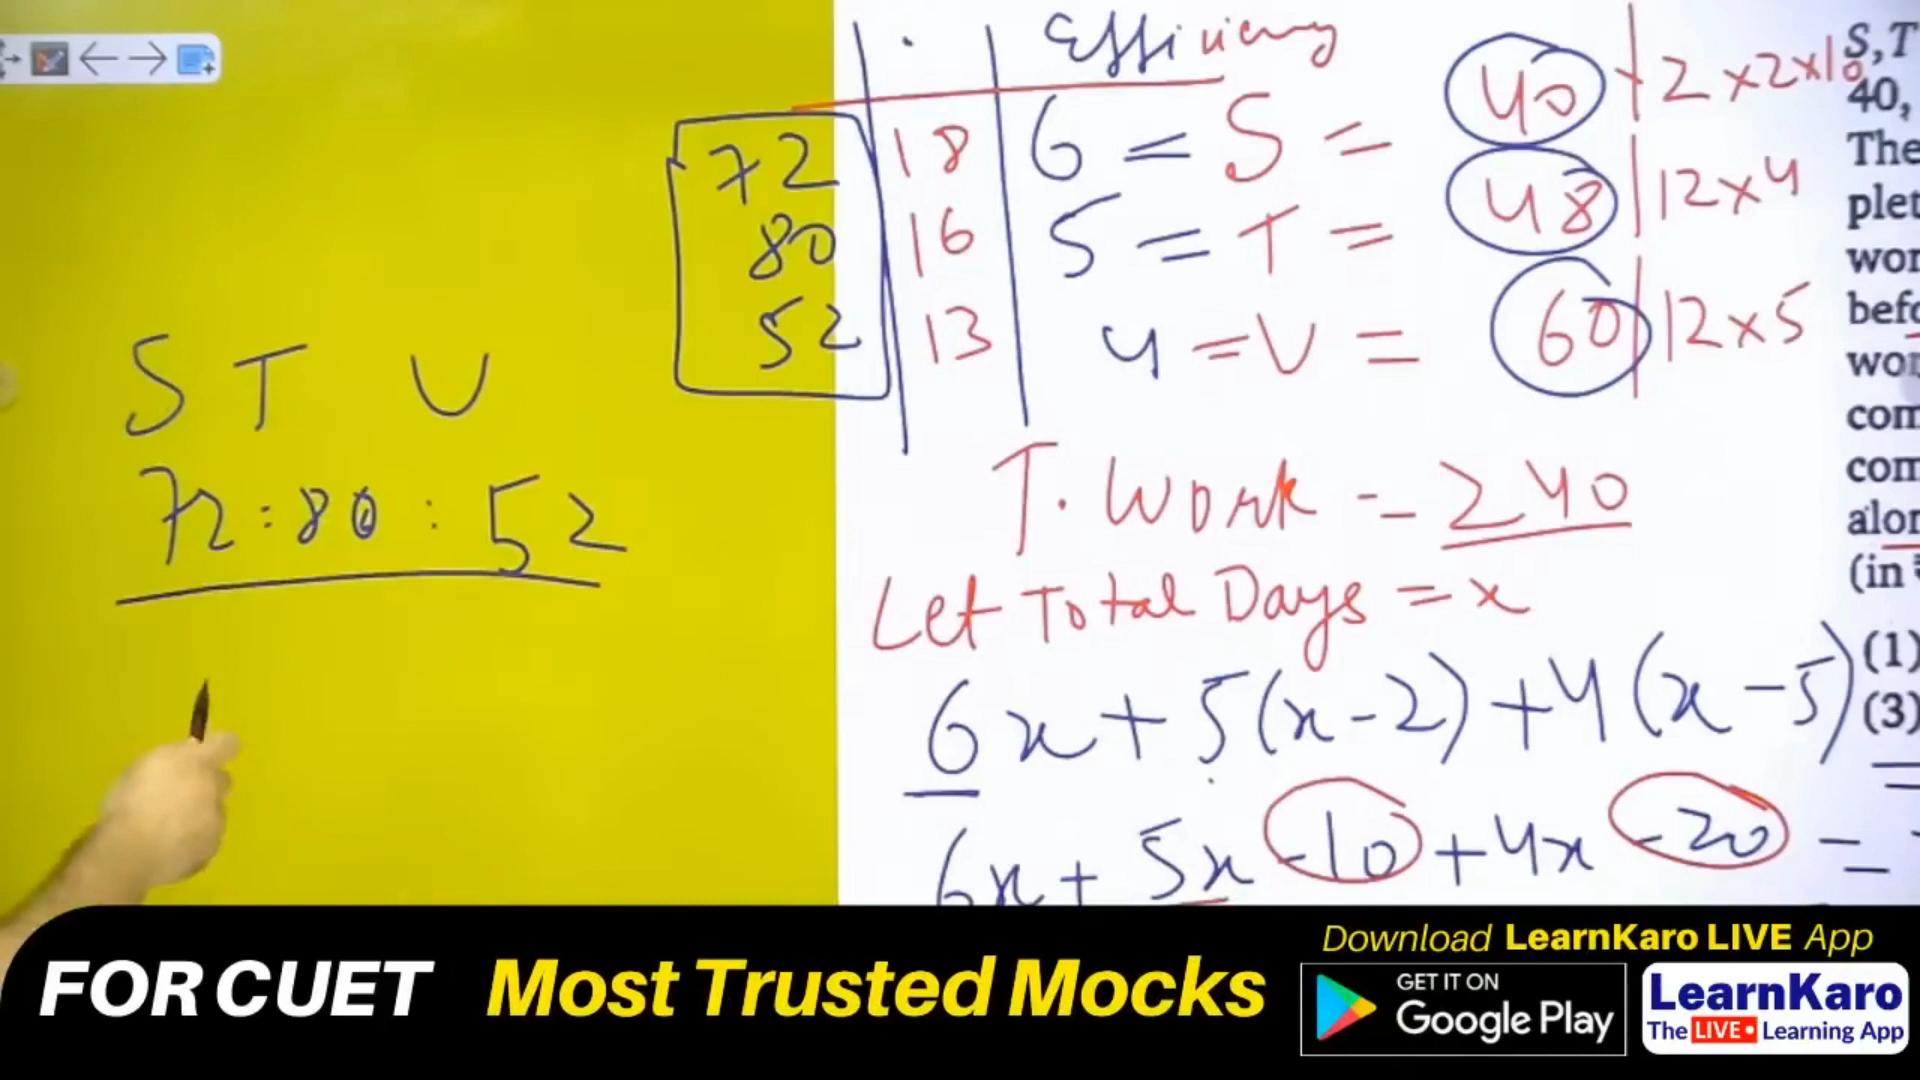 Efficiency
72 | 18 | 6 = S = 40 | 2×2×10
80 | 16 | 5 = T = 48 | 12×4
52 | 13 | 4 = V = 60 | 12×5
S T U
72 : 80 : 52
T. Work = 240
Let Total Days = x
6x + 5(x-2) + 4(x-5)
6x + 5x -10 + 4x -20 =
S, T
40,
The
plet
wor
befo
wor
com
com
alon
(in ₹
(1)
(3)
FOR CUET Most Trusted Mocks
Download LearnKaro LIVE App
GET IT ON
Google Play
LearnKaro
The LIVE Learning App